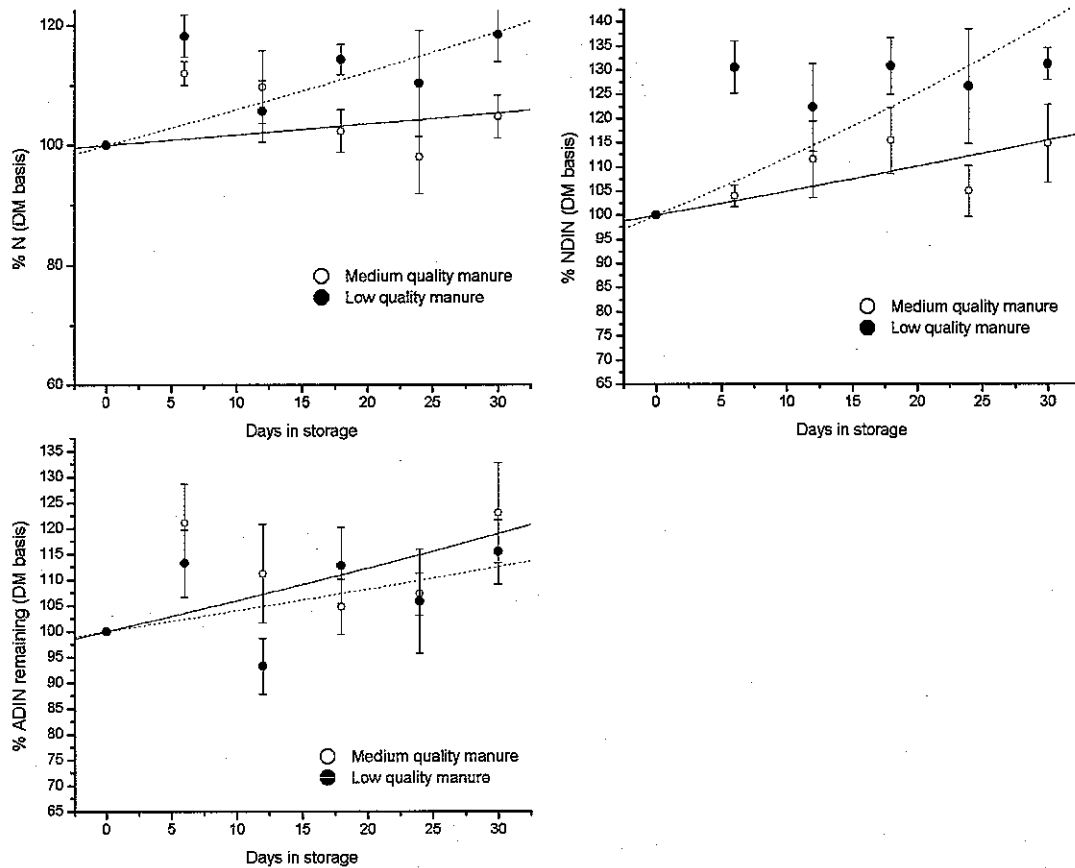 120
100
80
60
% N (DM basis)
Medium quality manure
Low quality manure
0 5 10 15 20 25 30
Days in storage
140
135
130
125
120
115
110
105
100
95
90
85
80
75
70
65
% NDIN (DM basis)
Medium quality manure
Low quality manure
0 5 10 15 20 25 30
Days in storage
135
130
125
120
115
110
105
100
95
90
85
80
75
70
65
% ADIN remaining (DM basis)
Medium quality manure
Low quality manure
0 5 10 15 20 25 30
Days in storage